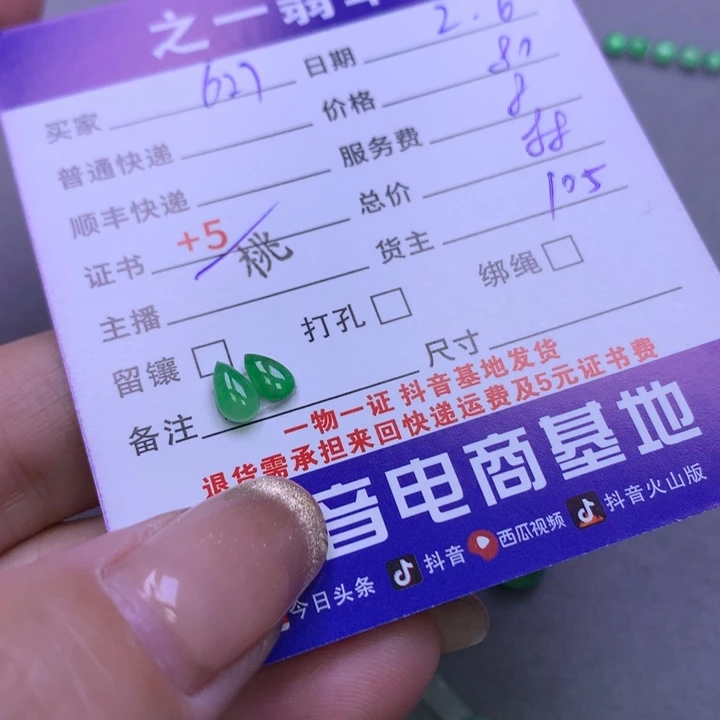 之一
买家 627 日期 2.6
普通快递 价格 80
顺丰快递 服务费 8
证书 +5 总价 88
主播 桃 货主 105
留镶 □ 打孔 □ 绑绳 □
备注 尺寸
一物一证 抖音基地发货
退货需承担来回快递运费及5元证书费
音电商基地
今日头条 抖音 西瓜视频 抖音火山版